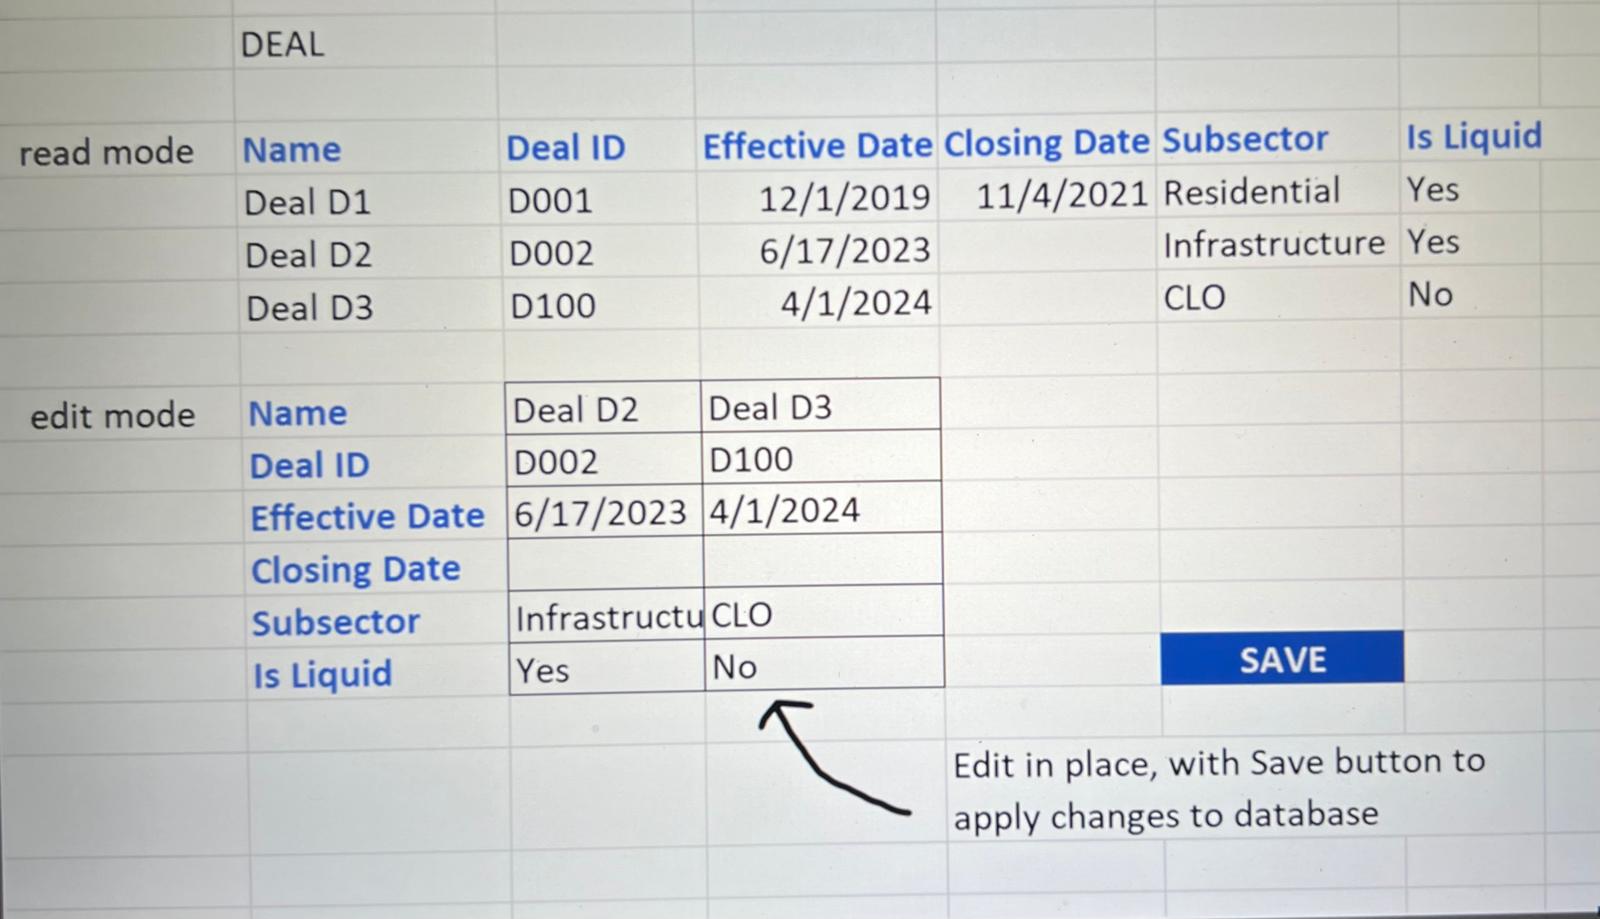 DEAL
read mode Name Deal ID Effective Date Closing Date Subsector Is Liquid
Deal D1 D001 12/1/2019 11/4/2021 Residential Yes
Deal D2 D002 6/17/2023 Infrastructure Yes
Deal D3 D100 4/1/2024 CLO No
edit mode Name Deal D2 Deal D3
Deal ID D002 D100
Effective Date 6/17/2023 4/1/2024
Closing Date
Subsector Infrastructu CLO
Is Liquid Yes No
SAVE
Edit in place, with Save button to
apply changes to database